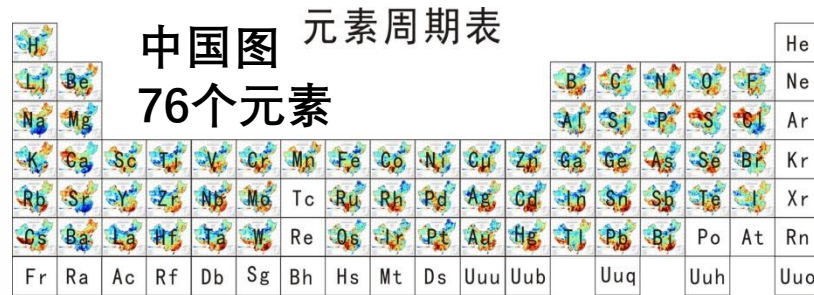 元素周期表
中国图
76个元素
H He
Li Be B C N O F Ne
Na Mg Al Si P S Cl Ar
K Ca Sc Ti V Cr Mn Fe Co Ni Cu Zn Ga Ge As Se Br Kr
Rb Sr Y Zr Nb Mo Tc Ru Rh Pd Ag Cd In Sn Sb Te I Xr
Cs Ba La Hf Ta W Re Os Ir Pt Au Hg Tl Pb Bi Po At Rn
Fr Ra Ac Rf Db Sg Bh Hs Mt Ds Uuu Uub Uuq Uuh Uuo